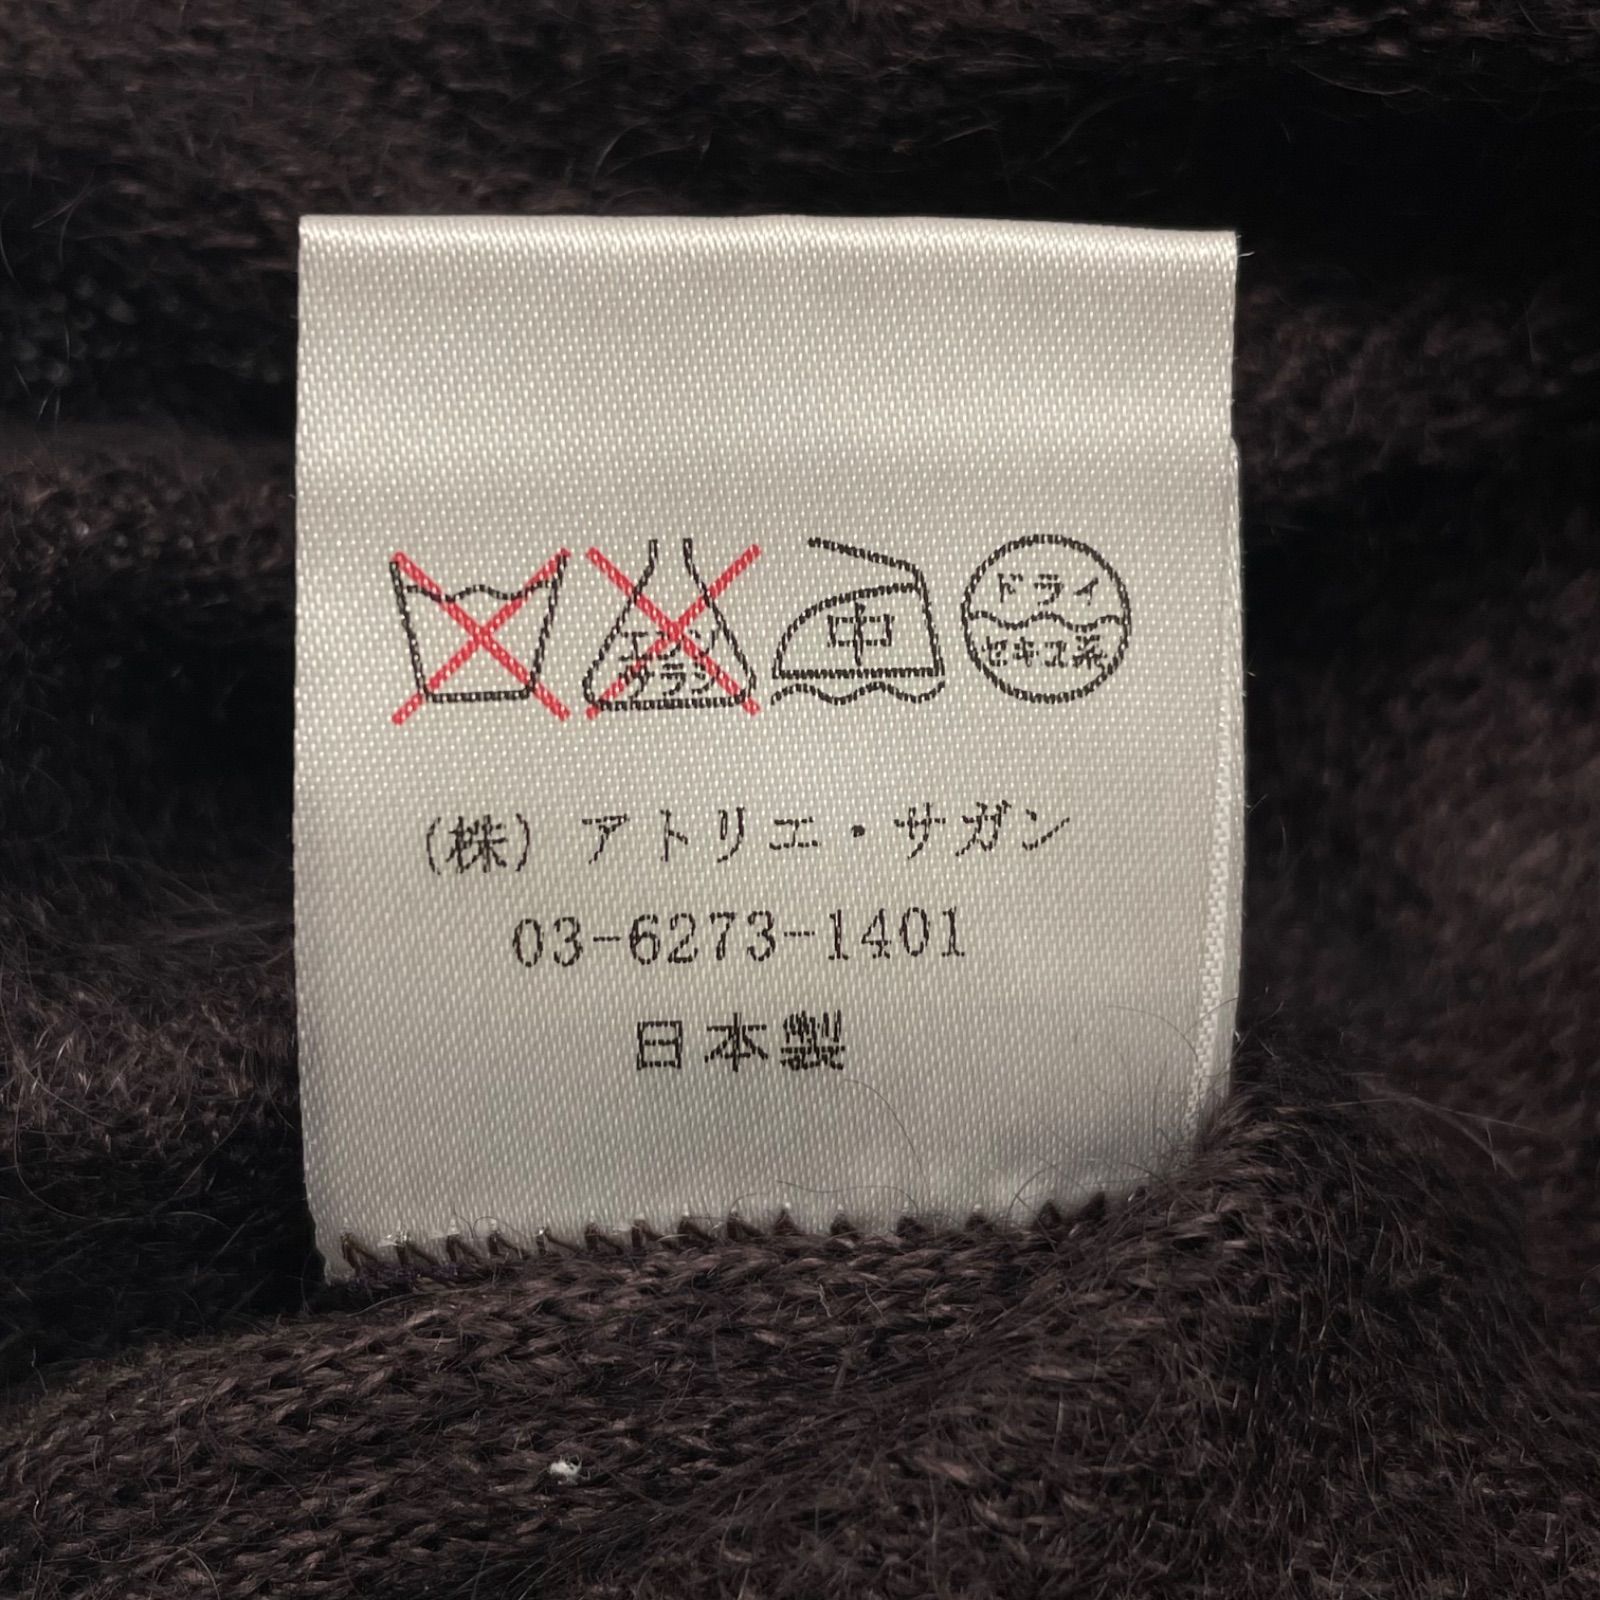 エンソ
サラシ
中
ドライ
セキユ系
(株) アトリエ・サガン
03-6273-1401
日本製